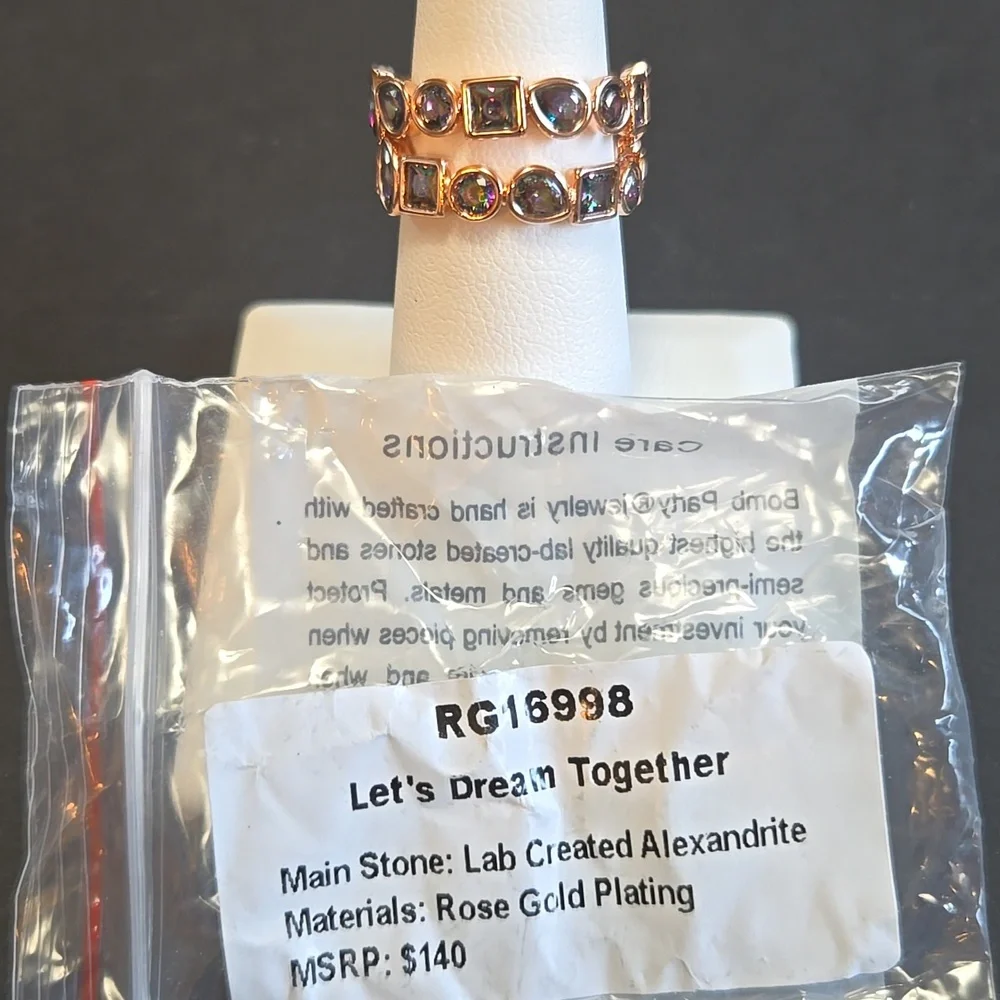 care Instructions
Bomb Party® jewelry is hand crafted with
the highest quality lab-created stones and
semi-precious gems and metals. Protect
your investment by removing pieces when
and
RG16998
Let's Dream Together
Main Stone: Lab Created Alexandrite
Materials: Rose Gold Plating
MSRP: $140